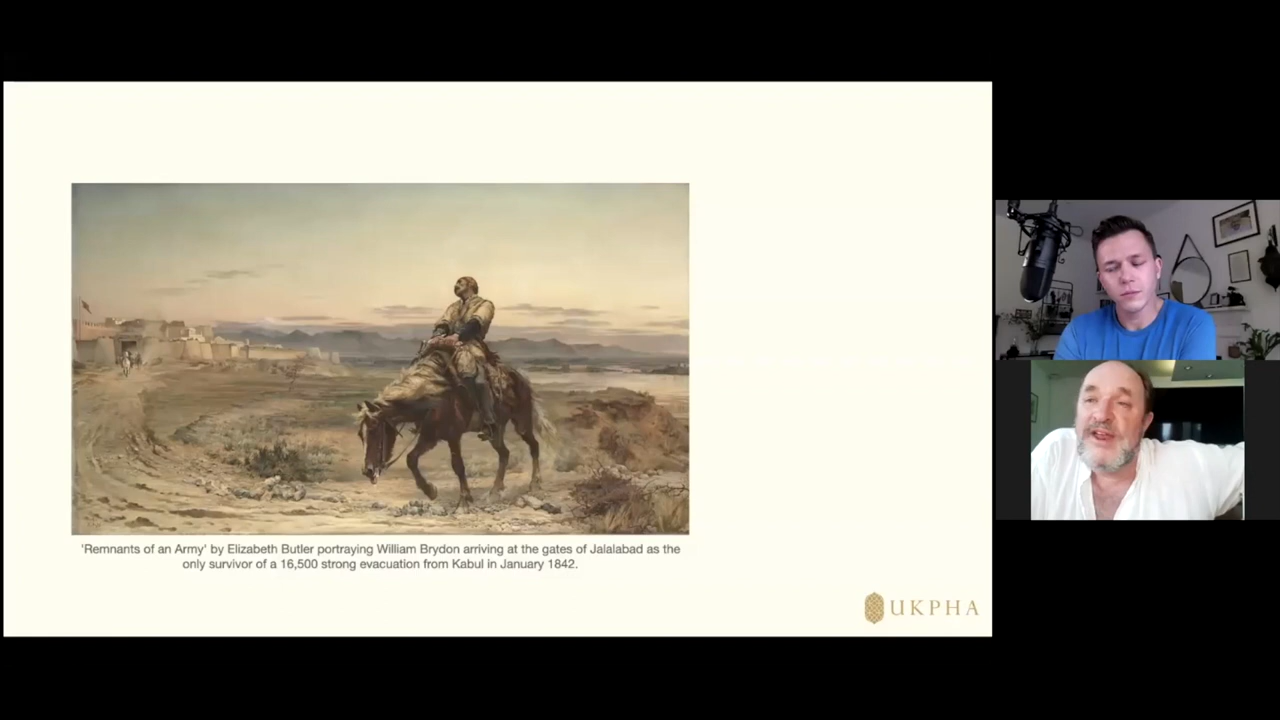 'Remnants of an Army' by Elizabeth Butler portraying William Brydon arriving at the gates of Jalalabad as the
only survivor of a 16,500 strong evacuation from Kabul in January 1842.
UKPHA